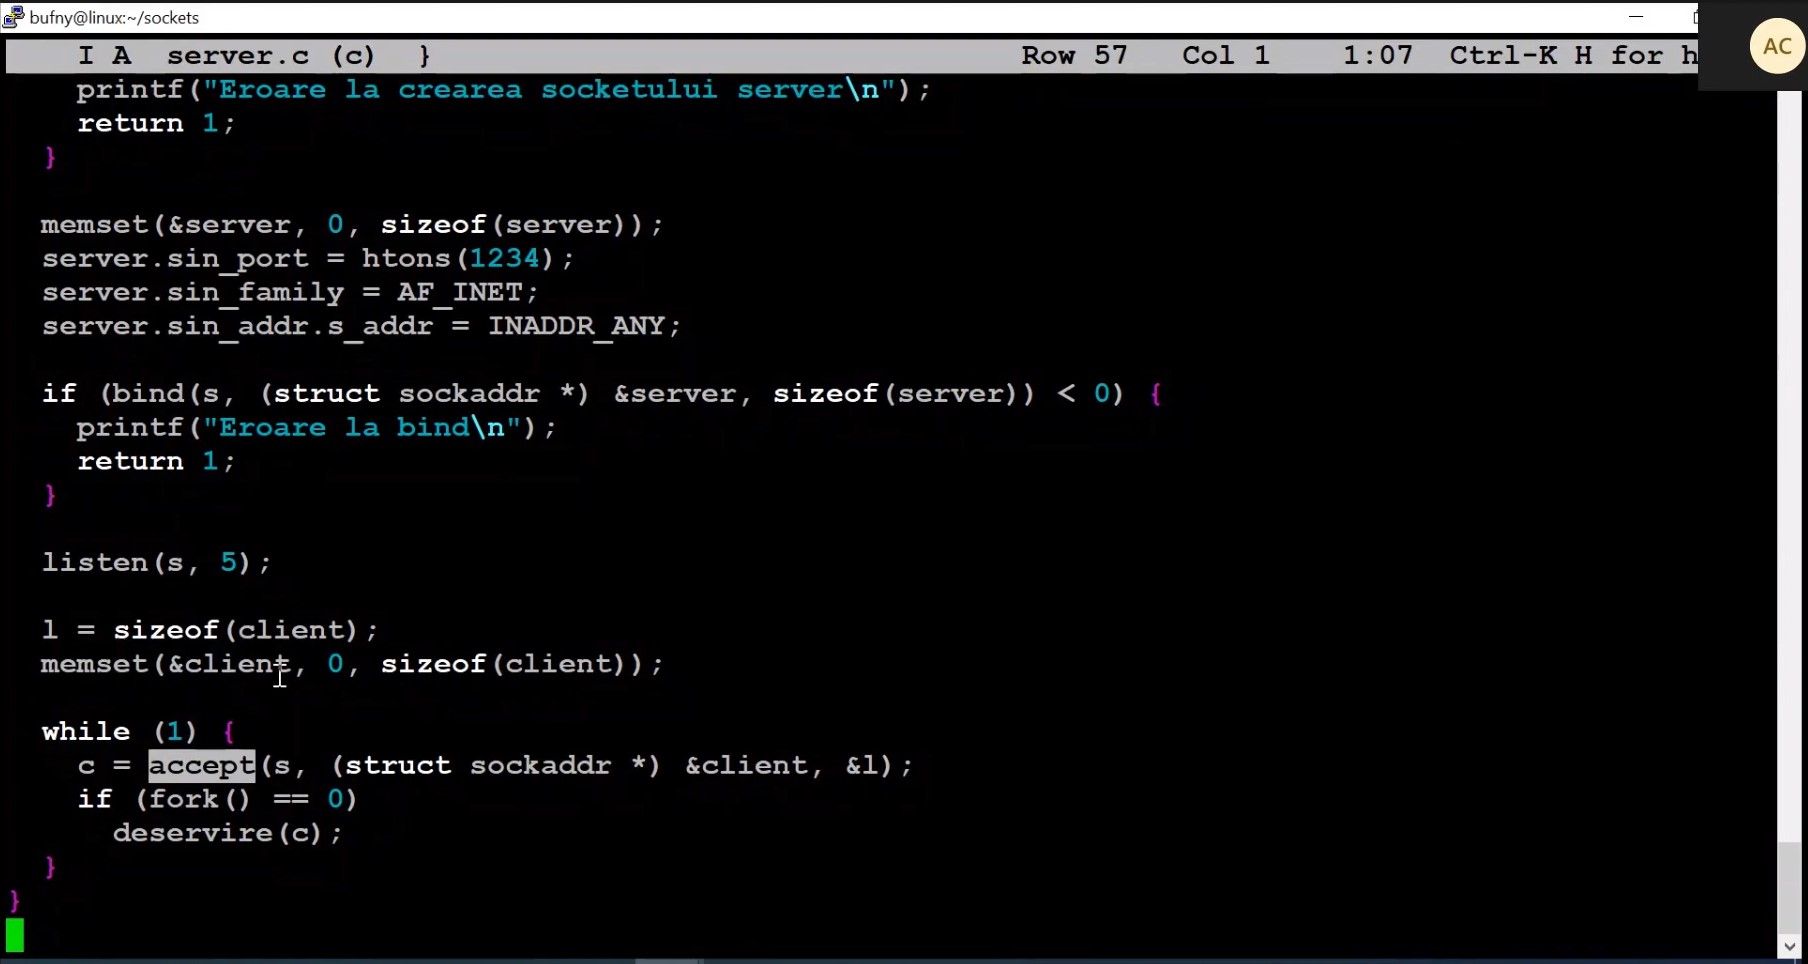 bufny@linux:~/sockets
AC
I A server.c (c) } Row 57 Col 1 1:07 Ctrl-K H for h
printf("Eroare la crearea socketului server\n");
return 1;
}
memset(&server, 0, sizeof(server));
server.sin_port = htons(1234);
server.sin_family = AF_INET;
server.sin_addr.s_addr = INADDR_ANY;
if (bind(s, (struct sockaddr *) &server, sizeof(server)) < 0) {
printf("Eroare la bind\n");
return 1;
}
listen(s, 5);
l = sizeof(client);
memset(&client, 0, sizeof(client));
while (1) {
c = accept(s, (struct sockaddr *) &client, &l);
if (fork() == 0)
deservire(c);
}
}